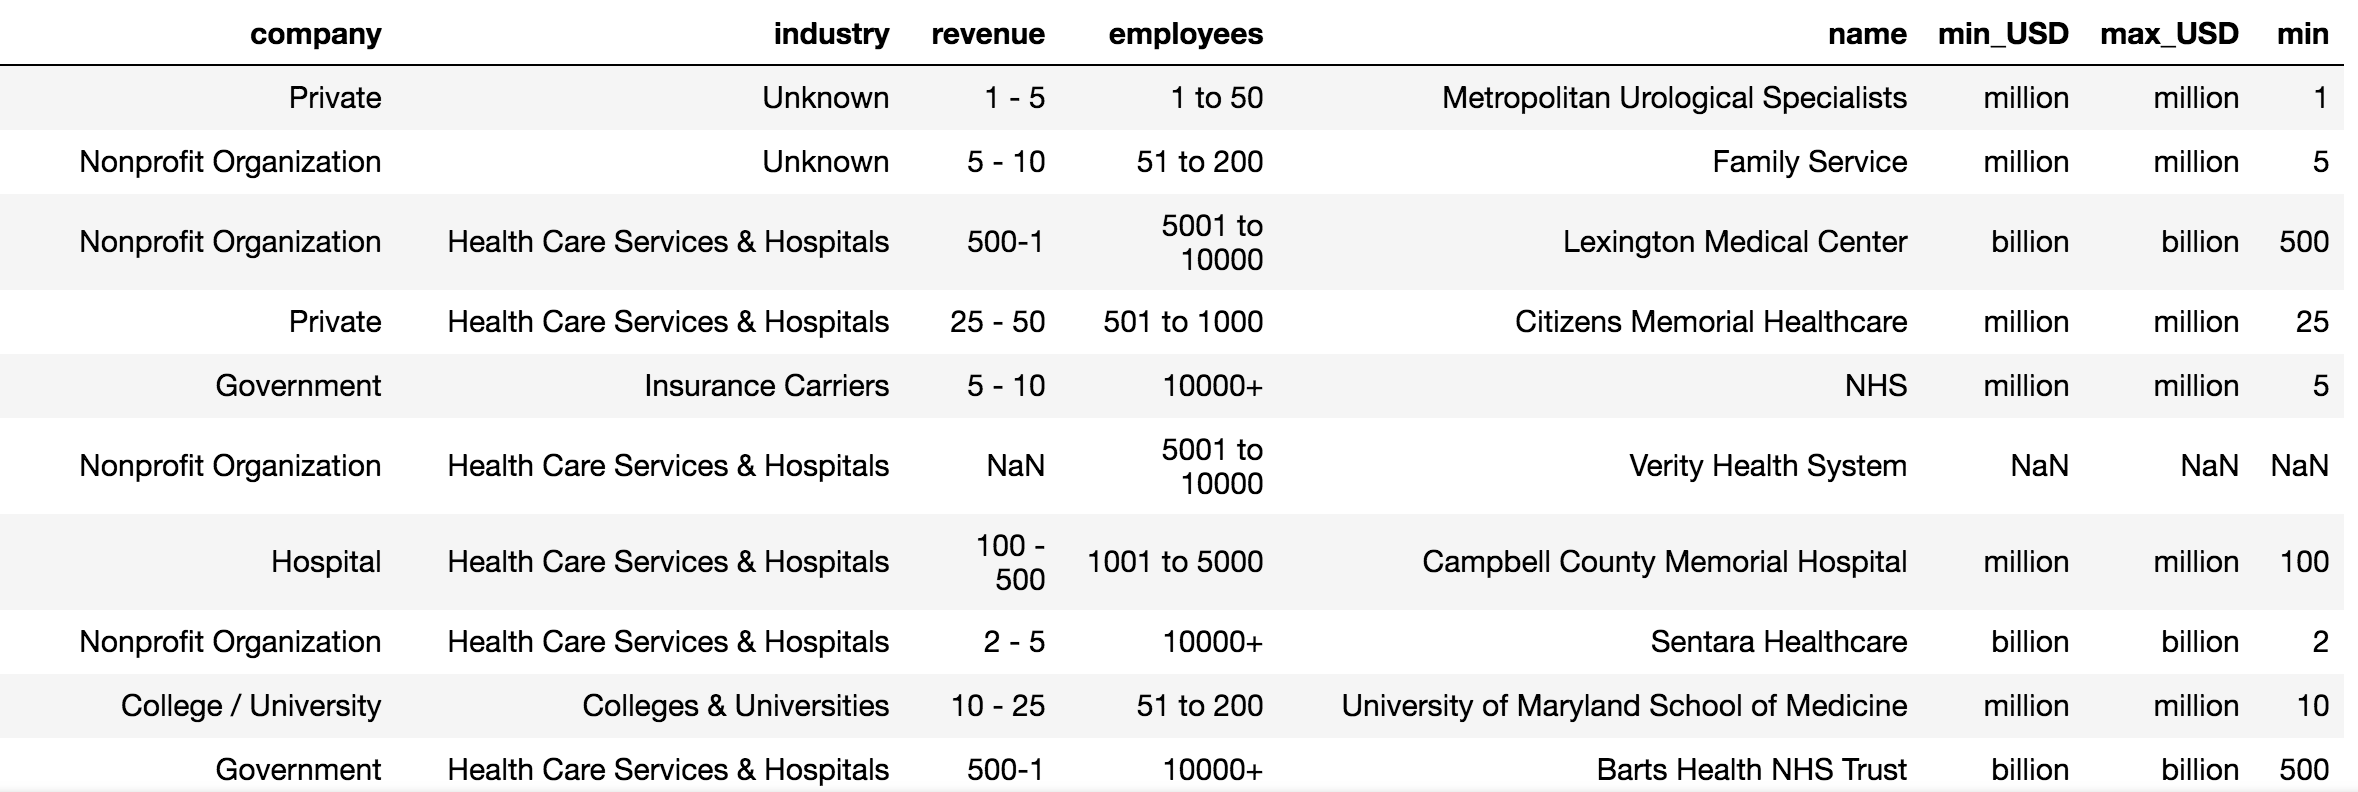 company industry revenue employees name min_USD max_USD min
Private Unknown 1 - 5 1 to 50 Metropolitan Urological Specialists million million 1
Nonprofit Organization Unknown 5 - 10 51 to 200 Family Service million million 5
Nonprofit Organization Health Care Services & Hospitals 500-1 5001 to
10000 Lexington Medical Center billion billion 500
Private Health Care Services & Hospitals 25 - 50 501 to 1000 Citizens Memorial Healthcare million million 25
Government Insurance Carriers 5 - 10 10000+ NHS million million 5
Nonprofit Organization Health Care Services & Hospitals NaN 5001 to
10000 Verity Health System NaN NaN NaN
Hospital Health Care Services & Hospitals 100 -
500 1001 to 5000 Campbell County Memorial Hospital million million 100
Nonprofit Organization Health Care Services & Hospitals 2 - 5 10000+ Sentara Healthcare billion billion 2
College / University Colleges & Universities 10 - 25 51 to 200 University of Maryland School of Medicine million million 10
Government Health Care Services & Hospitals 500-1 10000+ Barts Health NHS Trust billion billion 500